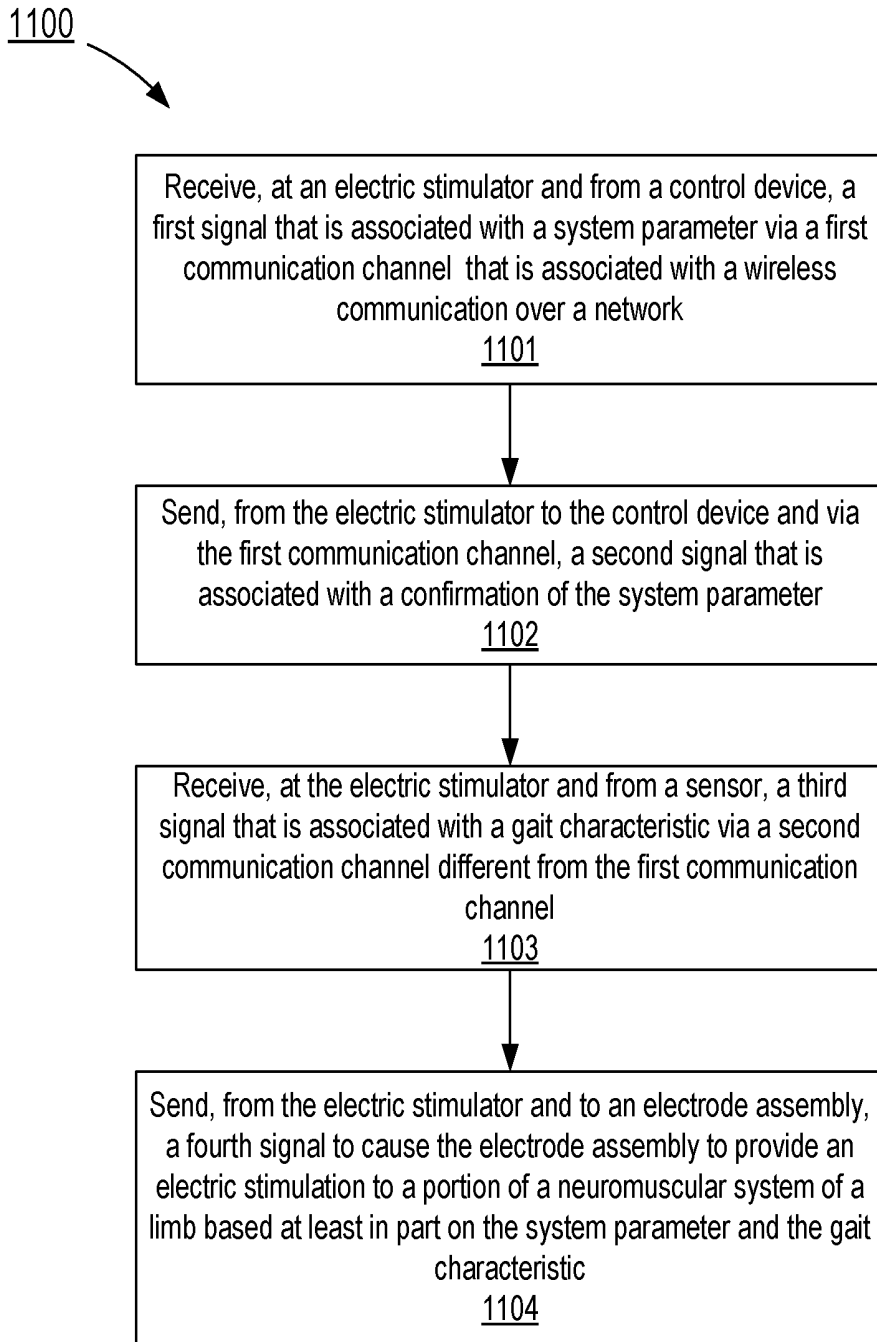 1100
Receive, at an electric stimulator and from a control device, a
first signal that is associated with a system parameter via a first
communication channel that is associated with a wireless
communication over a network
1101
Send, from the electric stimulator to the control device and via
the first communication channel, a second signal that is
associated with a confirmation of the system parameter
1102
Receive, at the electric stimulator and from a sensor, a third
signal that is associated with a gait characteristic via a second
communication channel different from the first communication
channel
1103
Send, from the electric stimulator and to an electrode assembly,
a fourth signal to cause the electrode assembly to provide an
electric stimulation to a portion of a neuromuscular system of a
limb based at least in part on the system parameter and the gait
characteristic
1104